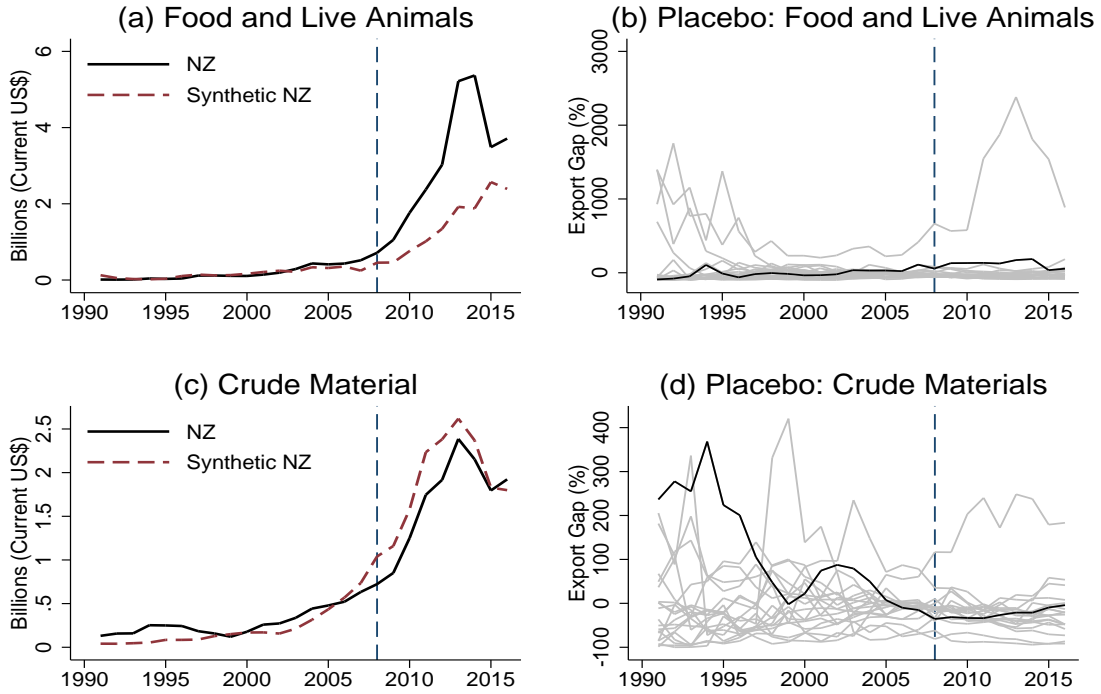 (a) Food and Live Animals
Billions (Current US$)
6
4
2
0
NZ
Synthetic NZ
1990 1995 2000 2005 2010 2015
(b) Placebo: Food and Live Animals
Export Gap (%)
3000
2000
1000
0
1990 1995 2000 2005 2010 2015
(c) Crude Material
Billions (Current US$)
2.5
2
1.5
1
.5
0
NZ
Synthetic NZ
1990 1995 2000 2005 2010 2015
(d) Placebo: Crude Materials
Export Gap (%)
400
300
200
100
0
-100
1990 1995 2000 2005 2010 2015